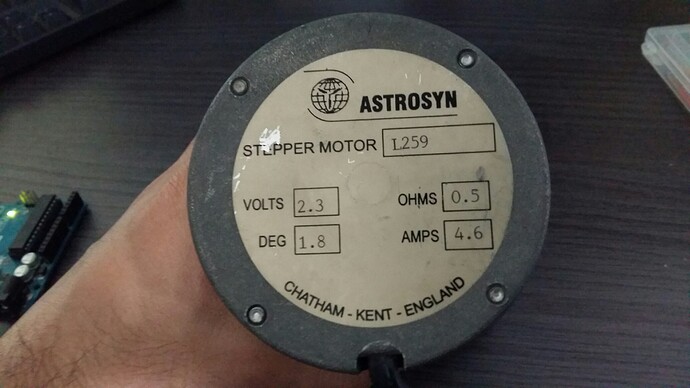 ASTROSYN
STEPPER MOTOR L259
VOLTS 2.3 OHMS 0.5
DEG 1.8 AMPS 4.6
CHATHAM - KENT - ENGLAND